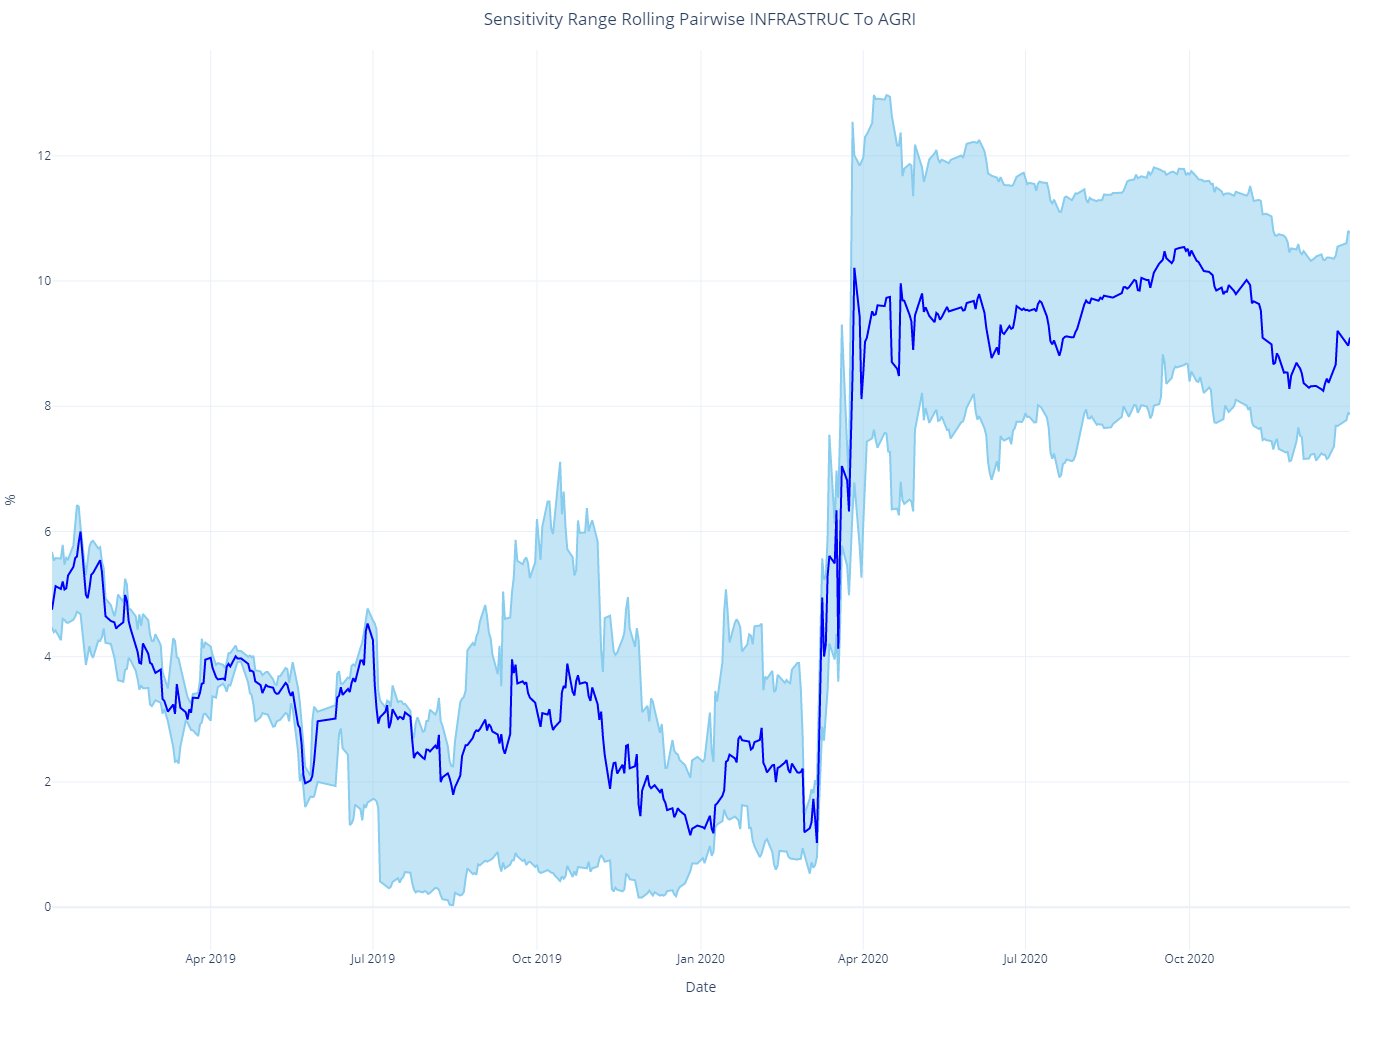 Sensitivity Range Rolling Pairwise INFRASTRUC To AGRI
12
10
8
6
4
2
0
%
Apr 2019
Jul 2019
Oct 2019
Jan 2020
Apr 2020
Jul 2020
Oct 2020
Date